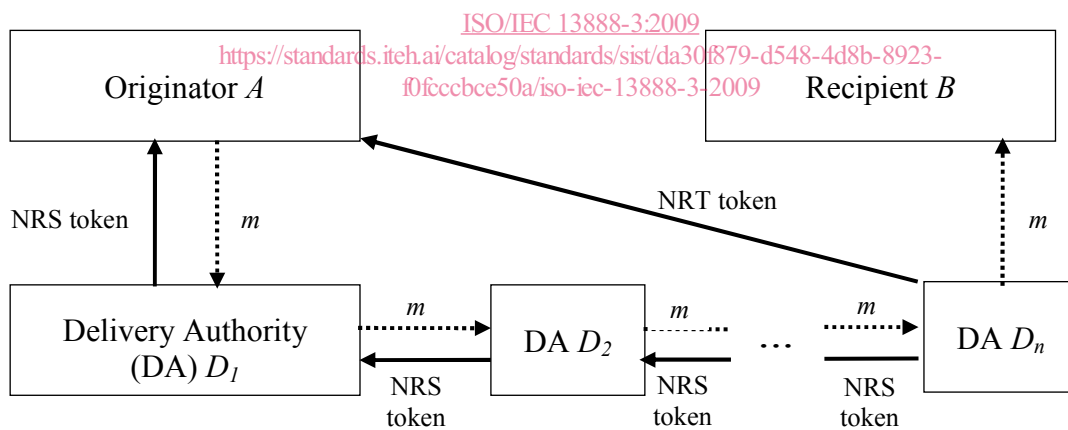 ISO/IEC 13888-3:2009
https://standards.iteh.ai/catalog/standards/sist/da30f879-d548-4d8b-8923-
f0fcccbce50a/iso-iec-13888-3-2009
Originator A
Recipient B
NRS token
m
NRT token
m
Delivery Authority
(DA) D1
m
NRS
token
DA D2
m
NRS
token
...
m
NRS
token
DA Dn